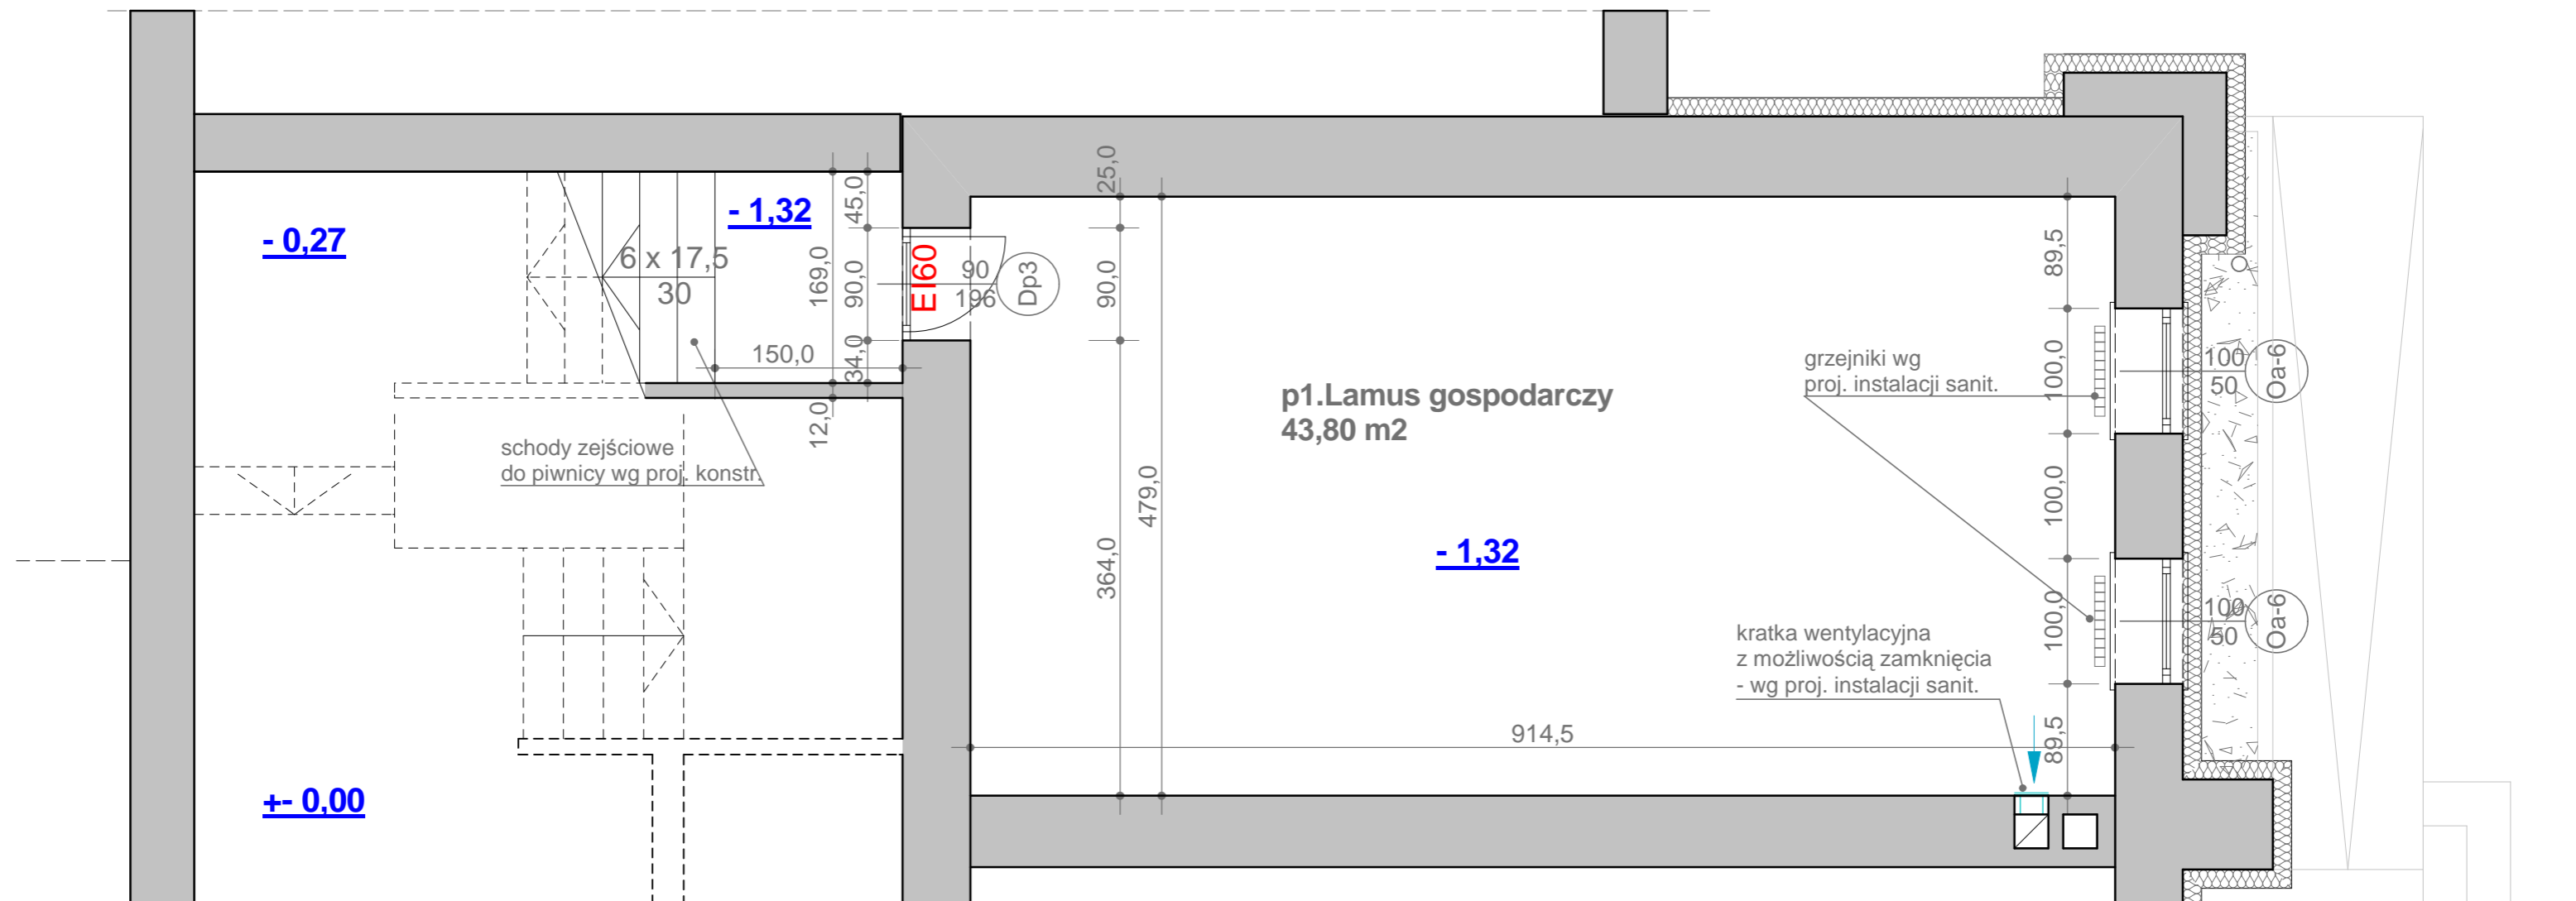 - 0,27
- 1,32
6 x 17,5
30
45,0
169,0
90,0
34,0
12,0
150,0
EI60
90
196
Dp3
schody zejściowe
do piwnicy wg proj. konstr.
+- 0,00
25,0
90,0
364,0
479,0
p1.Lamus gospodarczy
43,80 m2
- 1,32
914,5
grzejniki wg
proj. instalacji sanit.
kratka wentylacyjna
z możliwością zamknięcia
- wg proj. instalacji sanit.
89,5
100,0
100,0
100,0
89,5
100
50
Oa-6
100
50
Oa-6